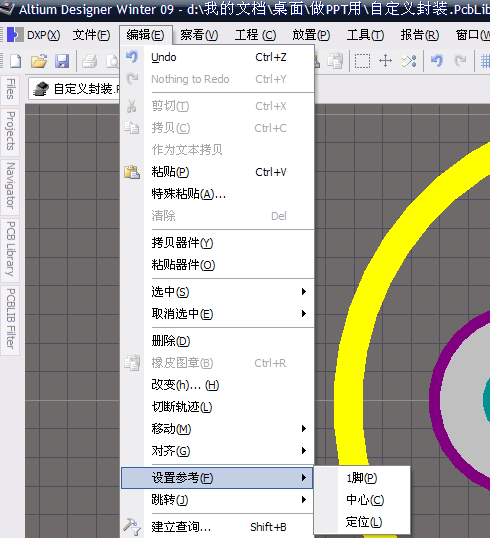 Altium Designer Winter 09 - d:\我的文档\桌面\做PPT用\自定义封装.PcbLib
DXP(X) 文件(F) 编辑(E) 察看(V) 工程(C) 放置(P) 工具(T) 报告(R) 窗口(W
自定义封装.P
Files
Projects
Navigator
PCB Library
PCBLIB Filter
Undo Ctrl+Z
Nothing to Redo Ctrl+Y
剪切(T) Ctrl+X
拷贝(C) Ctrl+C
作为文本拷贝
粘贴(P) Ctrl+V
特殊粘贴(A)...
清除 Del
拷贝器件(Y)
粘贴器件(O)
选中(S)
取消选中(E)
删除(D)
橡皮图章(B) Ctrl+R
改变(h)... (H)
切断轨迹(L)
移动(M)
对齐(G)
设置参考(F)
跳转(J)
建立查询... Shift+B
1脚(P)
中心(C)
定位(L)